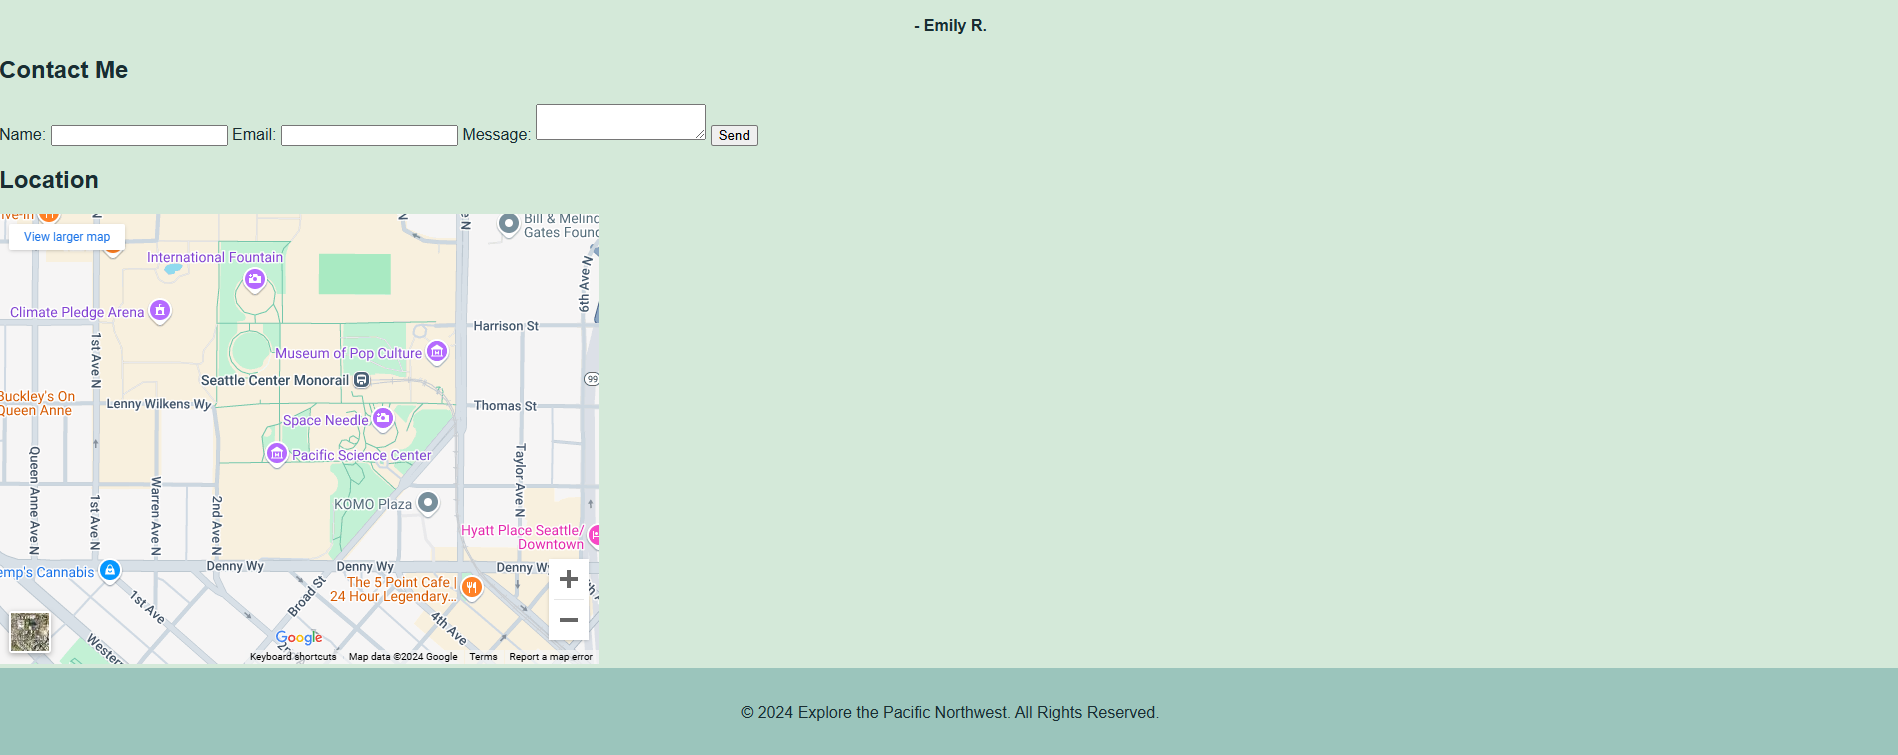 - Emily R.
Contact Me
Name: Email: Message: Send
Location
View larger map
Bill & Melind
Gates Found
International Fountain
6th Ave N
Climate Pledge Arena
Harrison St
1st Ave N
Museum of Pop Culture
Seattle Center Monorail
99
Buckley's On
Queen Anne
Lenny Wilkens Wy
Thomas St
Space Needle
Pacific Science Center
Queen Anne Ave N
1st Ave N
Warren Ave N
2nd Ave N
Taylor Ave N
KOMO Plaza
Hyatt Place Seattle/
Downtown
Denny Wy
Denny Wy
Denny Wy
emp's Cannabis
The 5 Point Cafe |
24 Hour Legendary...
1st Ave
Broad St
4th Ave
Western
Google
Keyboard shortcuts
Map data ©2024 Google
Terms
Report a map error
© 2024 Explore the Pacific Northwest. All Rights Reserved.